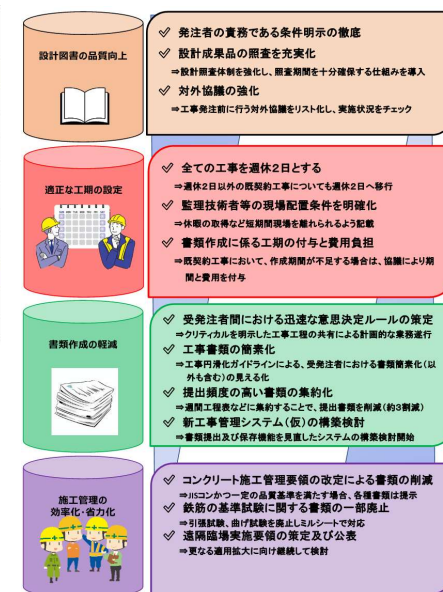 設計図書の品質向上
✓ 発注者の責務である条件明示の徹底
✓ 設計成果品の照査を充実化
⇒設計照査体制を強化し、照査期間を十分確保する仕組みを導入
✓ 対外協議の強化
⇒工事発注前に行う対外協議をリスト化し、実施状況をチェック
適正な工期の設定
✓ 全ての工事を週休2日とする
⇒週休2日以外の既契約工事についても週休2日へ移行
✓ 監理技術者等の現場配置条件を明確化
⇒休暇の取得など短期間現場を離れられるよう記載
✓ 書類作成に係る工期の付与と費用負担
⇒既契約工事において、作成期間が不足する場合は、協議により期
間と費用を付与
書類作成の軽減
✓ 受発注者間における迅速な意思決定ルールの策定
⇒クリティカルを明示した工事工程の共有による計画的な業務遂行
✓ 工事書類の簡素化
⇒工事円滑化ガイドラインによる、受発注者における書類簡素化(以
外も含む)の見える化
✓ 提出頻度の高い書類の集約化
⇒週間工程表などに集約することで、提出書類を削減(約3割減)
✓ 新工事管理システム(仮)の構築検討
⇒書類提出及び保存機能を見直したシステムの構築検討開始
施工管理の
効率化・省力化
✓ コンクリート施工管理要領の改定による書類の削減
⇒JISコンかつ一定の品質基準を満たす場合、各種書類は提示
✓ 鉄筋の基準試験に関する書類の一部廃止
⇒引張試験、曲げ試験を廃止しミルシートで対応
✓ 遠隔臨場実施要領の策定及び公表
⇒更なる適用拡大に向け継続して検討